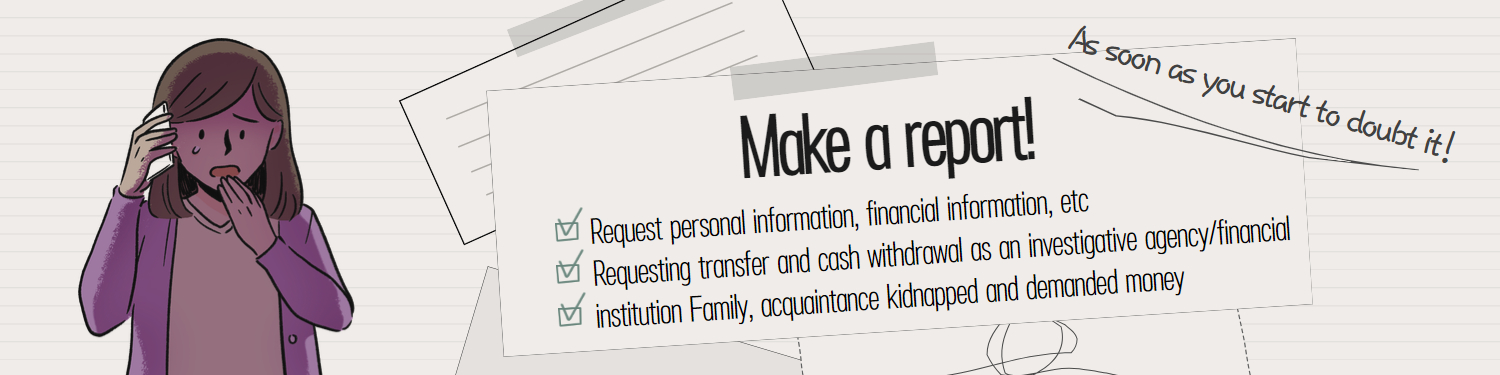 As soon as you start to doubt it!
Make a report!
Request personal information, financial information, etc
Requesting transfer and cash withdrawal as an investigative agency/financial
institution Family, acquaintance kidnapped and demanded money